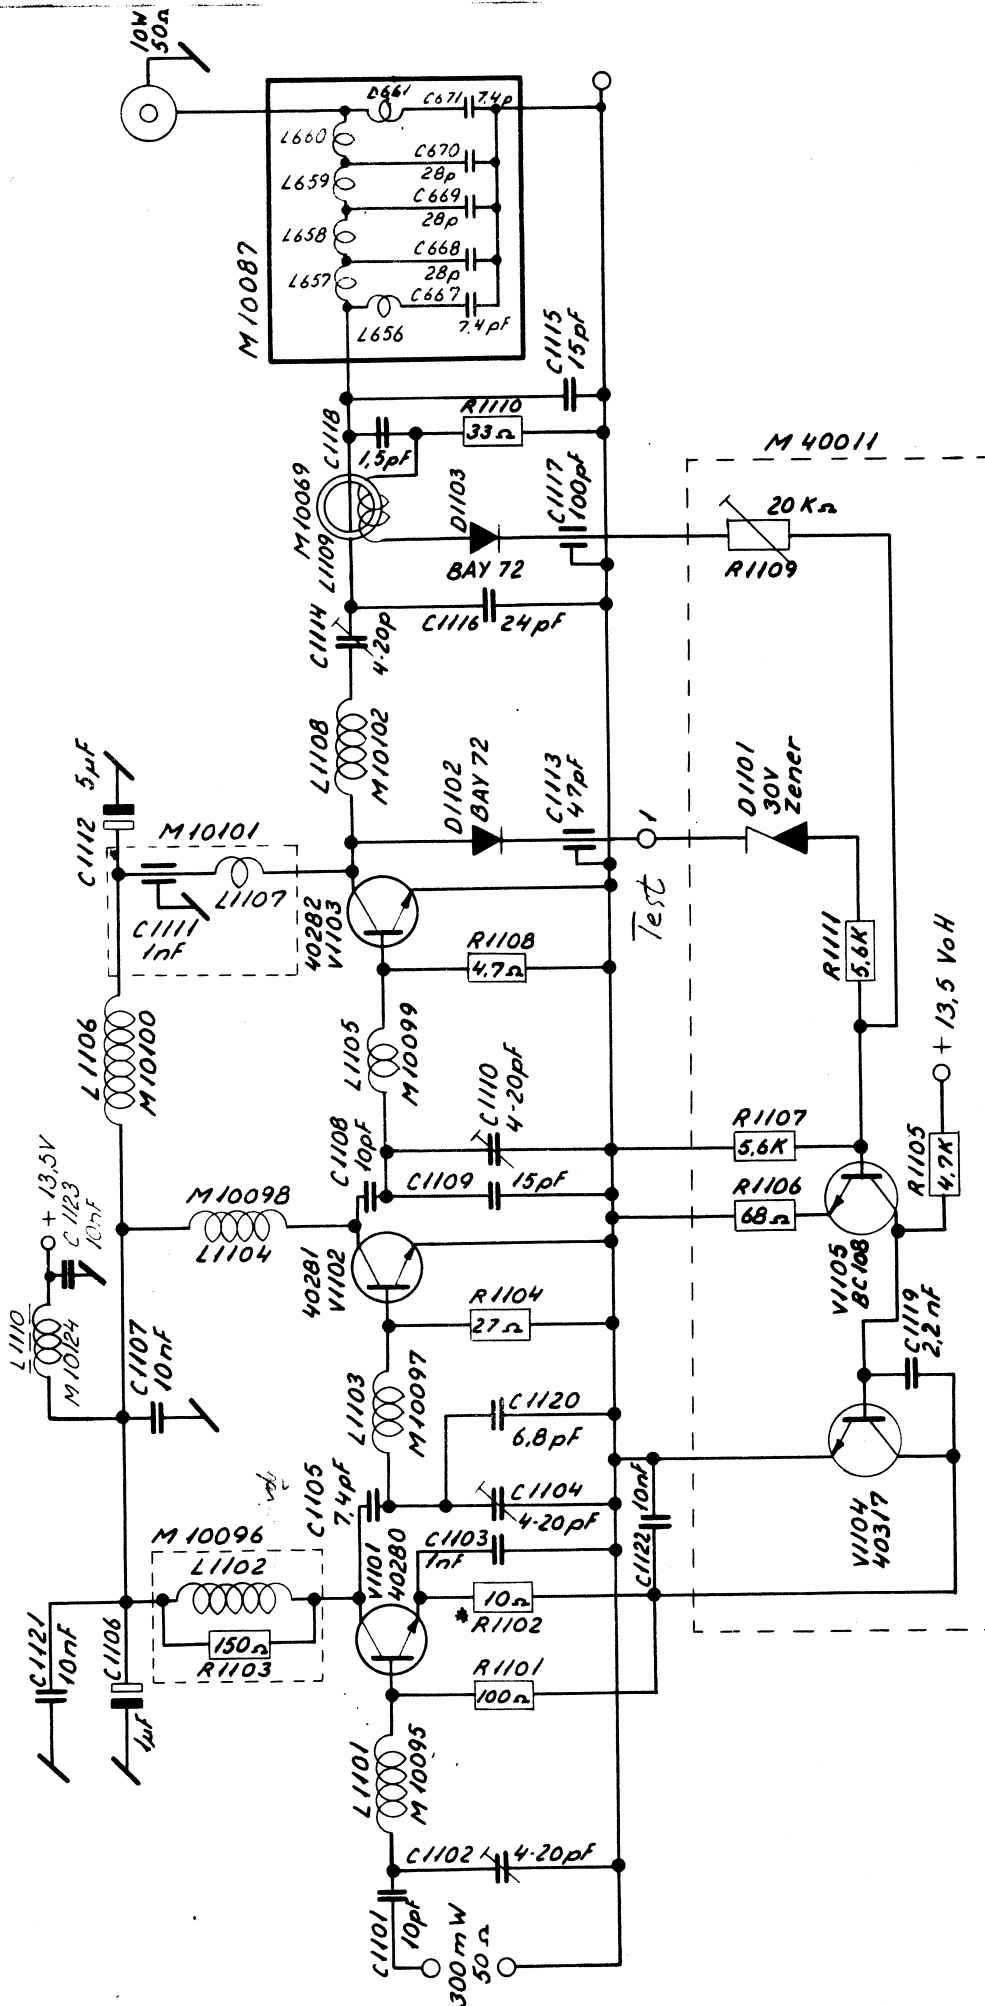 10W
50Ω
L660
L661
C671
7.4p
L659
C670
28p
L658
C669
28p
L657
C668
28p
L656
C667
7.4pF
M10087
C1115
15pF
C1118
1,5pF
R1110
33Ω
M10069
L1109
D1103
BAY 72
C1117
100pF
M 40011
20KΩ
R1109
C1114
4-20p
C1116
24pF
L1108
M10102
D1102
BAY 72
C1113
47pF
1
Test
D1101
30V
Zener
C1112
5µF
M10101
C1111
1nF
L1107
40282
V1103
R1108
4,7Ω
R1111
5,6K
+ 13,5 Volt
L1106
M10100
L1105
M10099
C1110
4-20pF
C1108
10pF
C1109
15pF
R1107
5,6K
R1106
68Ω
R1105
4,7K
V1105
BC108
+ 13,5V
C1123
10nF
M10098
L1104
40281
V1102
R1104
27Ω
C1119
2,2nF
L1110
M10124
C1107
10nF
L1103
M10097
C1120
6,8pF
C1105
7.4pF
C1104
4-20pF
C1103
1nF
C1122
10nF
V1104
40317
M10096
L1102
150Ω
R1103
V1101
40280
10Ω
* R1102
R1101
100Ω
C1121
10nF
C1106
1µF
L1101
M10095
C1102
4-20pF
C1101
10pF
300mW
50Ω